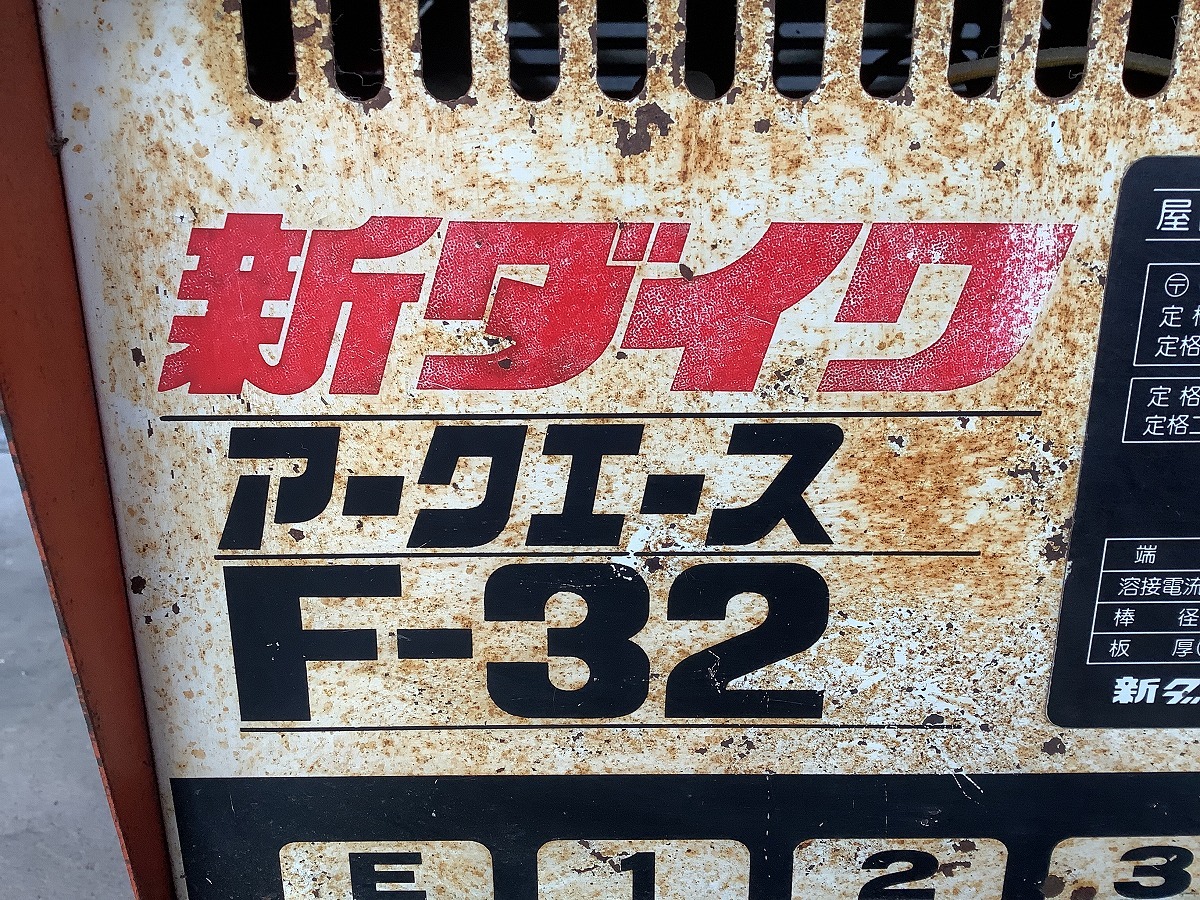 新ダイワ
アークエース
F-32
屋
〒
定格
定格
定格
定格
端
溶接電流
棒 径
板 厚(
新ダ
E 1 2 3